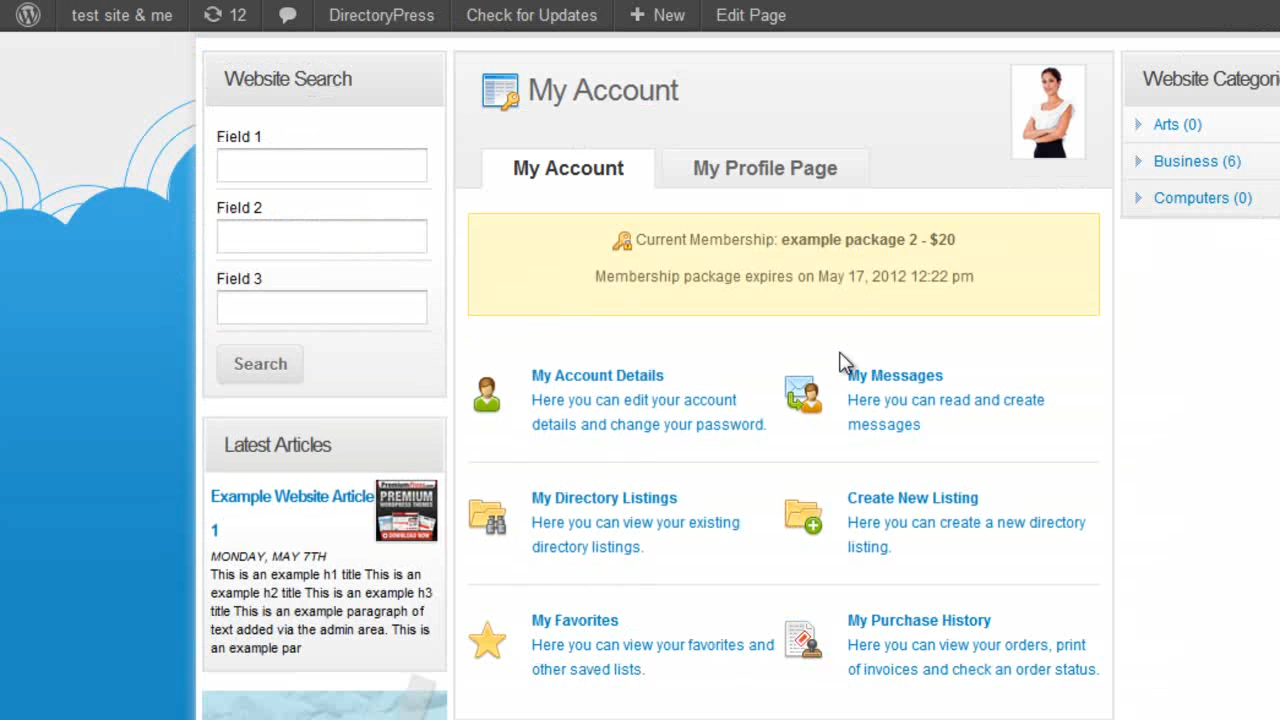 test site & me 12 DirectoryPress Check for Updates New Edit Page
Website Search
Field 1
Field 2
Field 3
Search
Latest Articles
Example Website Article
1
MONDAY, MAY 7TH
This is an example h1 title This is an
example h2 title This is an example h3
title This is an example paragraph of
text added via the admin area. This is
an example par
PremiumPress.com
PREMIUM
WORDPRESS THEMES
DOWNLOAD NOW
My Account
My Account My Profile Page
Current Membership: example package 2 - $20
Membership package expires on May 17, 2012 12:22 pm
My Account Details
Here you can edit your account
details and change your password.
My Messages
Here you can read and create
messages
My Directory Listings
Here you can view your existing
directory listings.
Create New Listing
Here you can create a new directory
listing.
My Favorites
Here you can view your favorites and
other saved lists.
My Purchase History
Here you can view your orders, print
of invoices and check an order status.
Website Categori
Arts (0)
Business (6)
Computers (0)